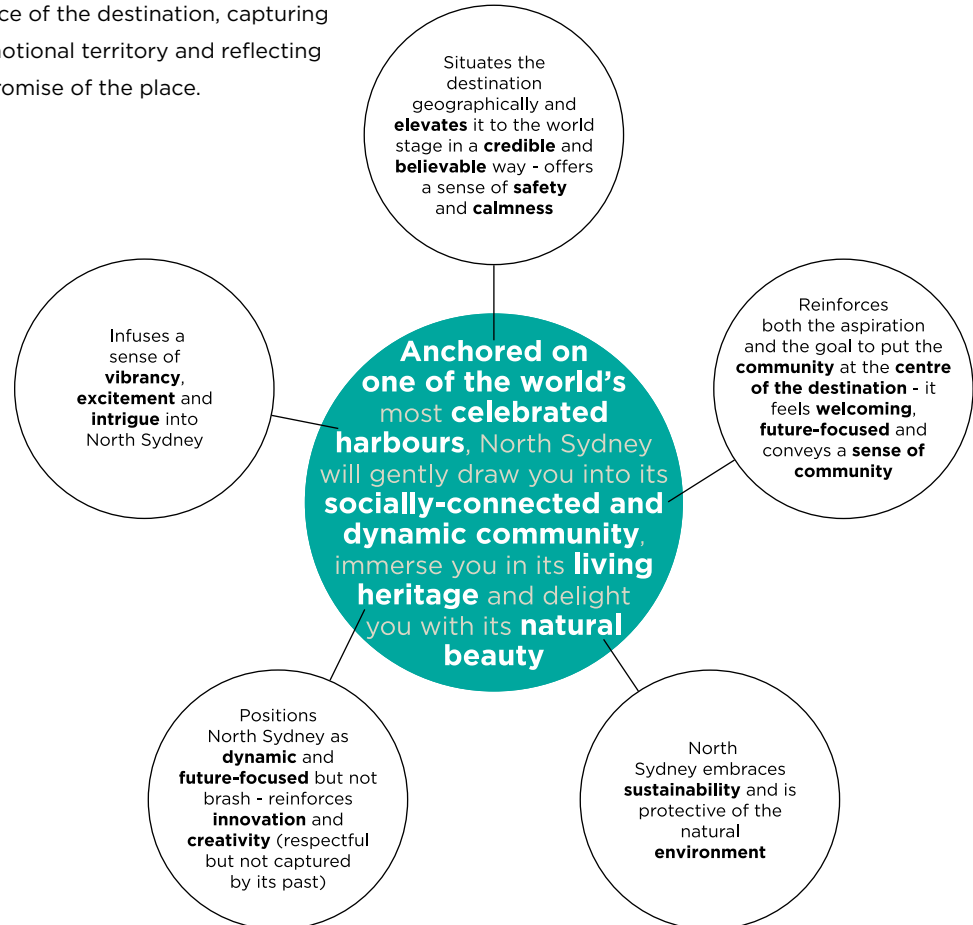 of the destination, capturing
territory and reflecting
of the place.
Situates the
destination
geographically and
elevates it to the world
stage in a credible and
believable way - offers
a sense of safety
and calmness
Infuses a
sense of
vibrancy,
excitement and
intrigue into
North Sydney
Anchored on
one of the world's
most celebrated
harbours, North Sydney
will gently draw you into its
socially-connected and
dynamic community,
immerse you in its living
heritage and delight
you with its natural
beauty
Reinforces
both the aspiration
and the goal to put the
community at the centre
of the destination - it
feels welcoming,
future-focused and
conveys a sense of
community
Positions
North Sydney as
dynamic and
future-focused but not
brash - reinforces
innovation and
creativity (respectful
but not captured
by its past)
North
Sydney embraces
sustainability and is
protective of the
natural
environment